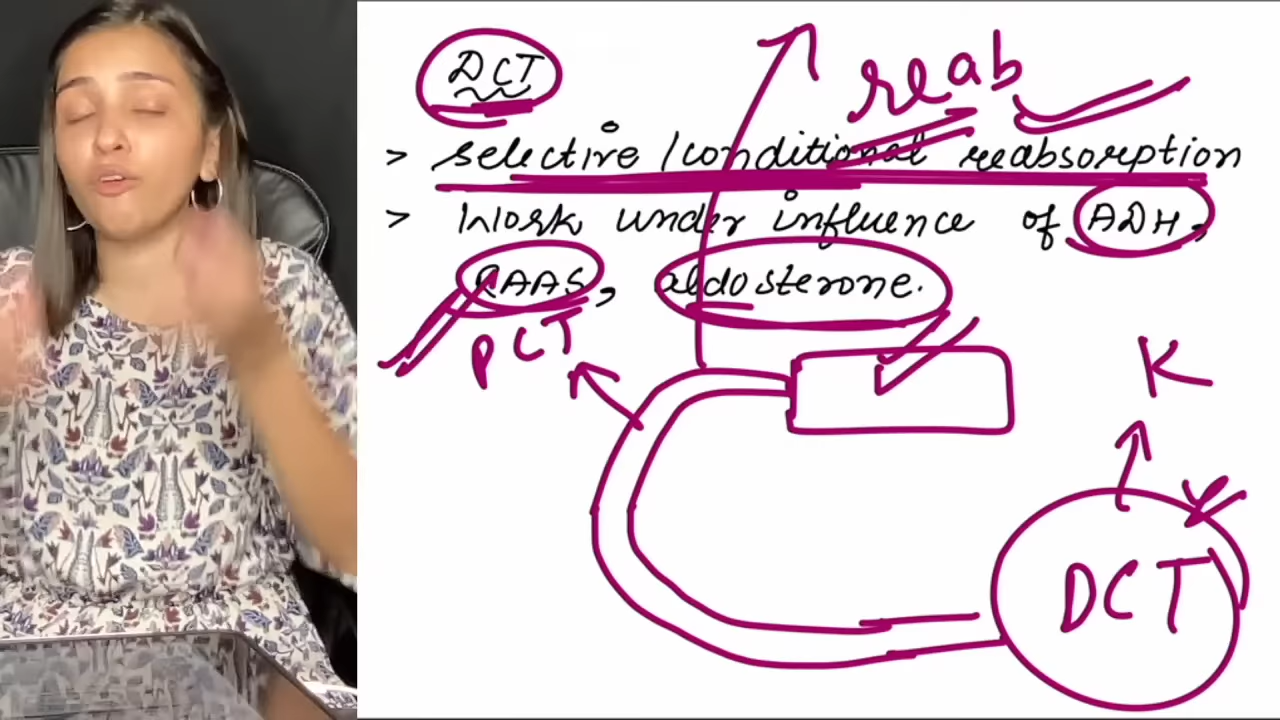 DCT
reab
> selective / conditional reabsorption
> Work under influence of ADH,
RAAS, aldosterone.
PCT
K
DCT